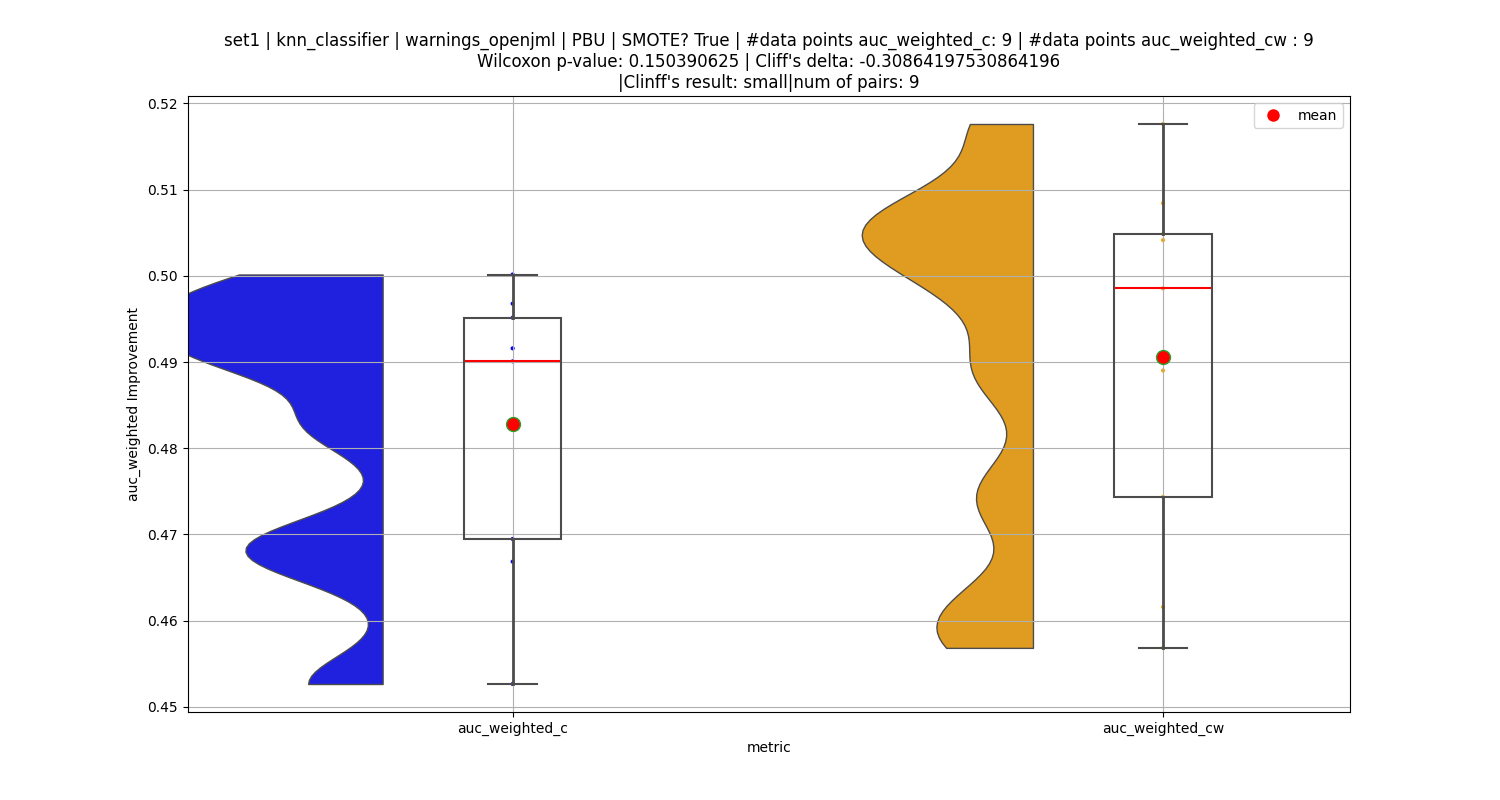 set1 | knn_classifier | warnings_openjml | PBU | SMOTE? True | #data points auc_weighted_c: 9 | #data points auc_weighted_cw : 9
Wilcoxon p-value: 0.150390625 | Cliff's delta: -0.30864197530864196
|Clinff's result: small|num of pairs: 9
mean
0.52
0.51
0.50
0.49
0.48
0.47
0.46
0.45
auc_weighted Improvement
auc_weighted_c
auc_weighted_cw
metric